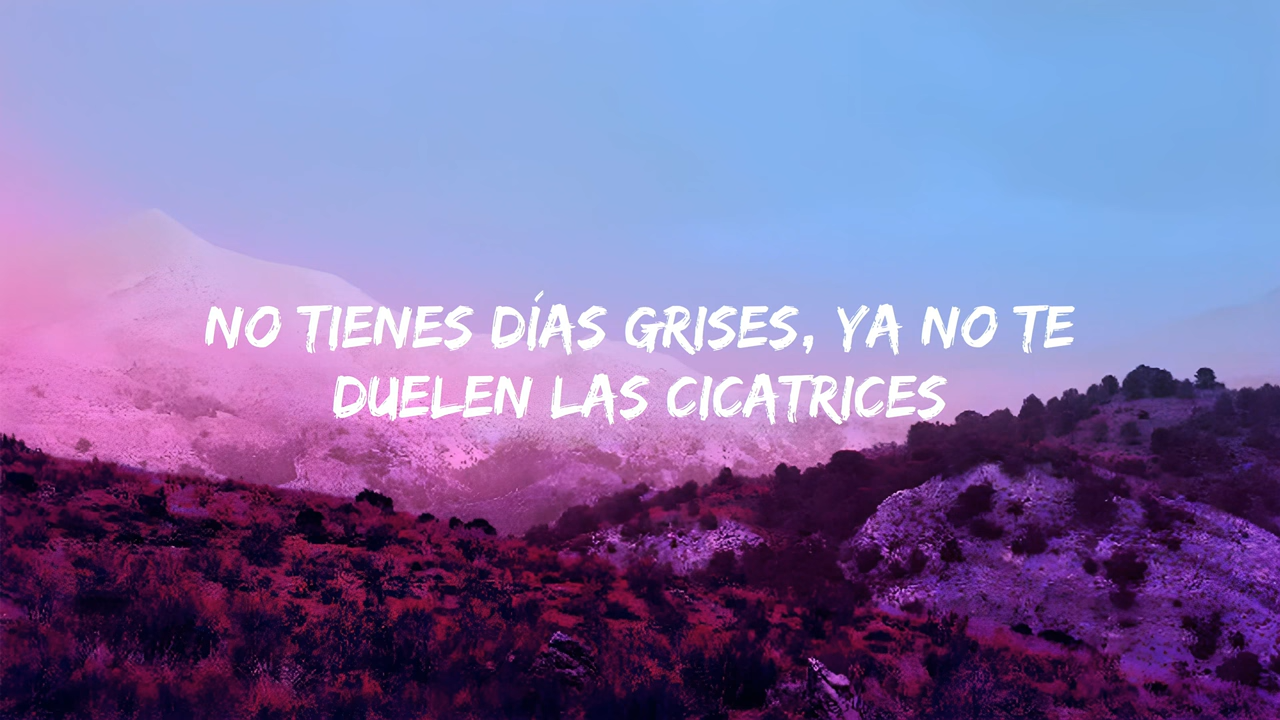 NO TIENES DÍAS GRISES, YA NO TE
DUELEN LAS CICATRICES